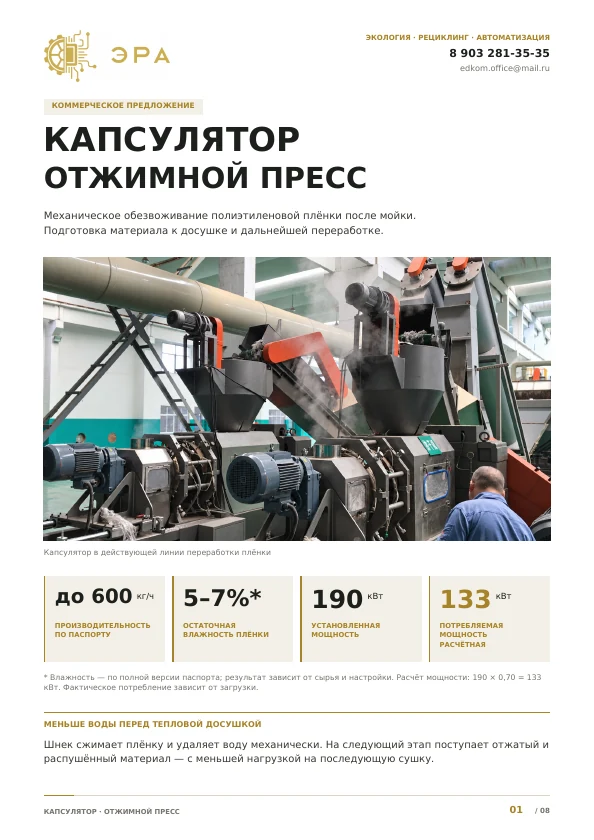 ЭРА
ЭКОЛОГИЯ · РЕЦИКЛИНГ · АВТОМАТИЗАЦИЯ
8 903 281-35-35
edkom.office@mail.ru
КОММЕРЧЕСКОЕ ПРЕДЛОЖЕНИЕ
КАПСУЛЯТОР
ОТЖИМНОЙ ПРЕСС
Механическое обезвоживание полиэтиленовой плёнки после мойки.
Подготовка материала к досушке и дальнейшей переработке.
Капсулятор в действующей линии переработки плёнки
до 600 кг/ч
ПРОИЗВОДИТЕЛЬНОСТЬ
ПО ПАСПОРТУ
5–7%*
ОСТАТОЧНАЯ
ВЛАЖНОСТЬ ПЛЁНКИ
190 кВт
УСТАНОВЛЕННАЯ
МОЩНОСТЬ
133 кВт
ПОТРЕБЛЯЕМАЯ
МОЩНОСТЬ
РАСЧЁТНАЯ
* Влажность — по полной версии паспорта; результат зависит от сырья и настройки. Расчёт мощности: 190 × 0,70 = 133
кВт. Фактическое потребление зависит от загрузки.
МЕНЬШЕ ВОДЫ ПЕРЕД ТЕПЛОВОЙ ДОСУШКОЙ
Шнек сжимает плёнку и удаляет воду механически. На следующий этап поступает отжатый и
распушённый материал — с меньшей нагрузкой на последующую сушку.
КАПСУЛЯТОР · ОТЖИМНОЙ ПРЕСС
01 / 08